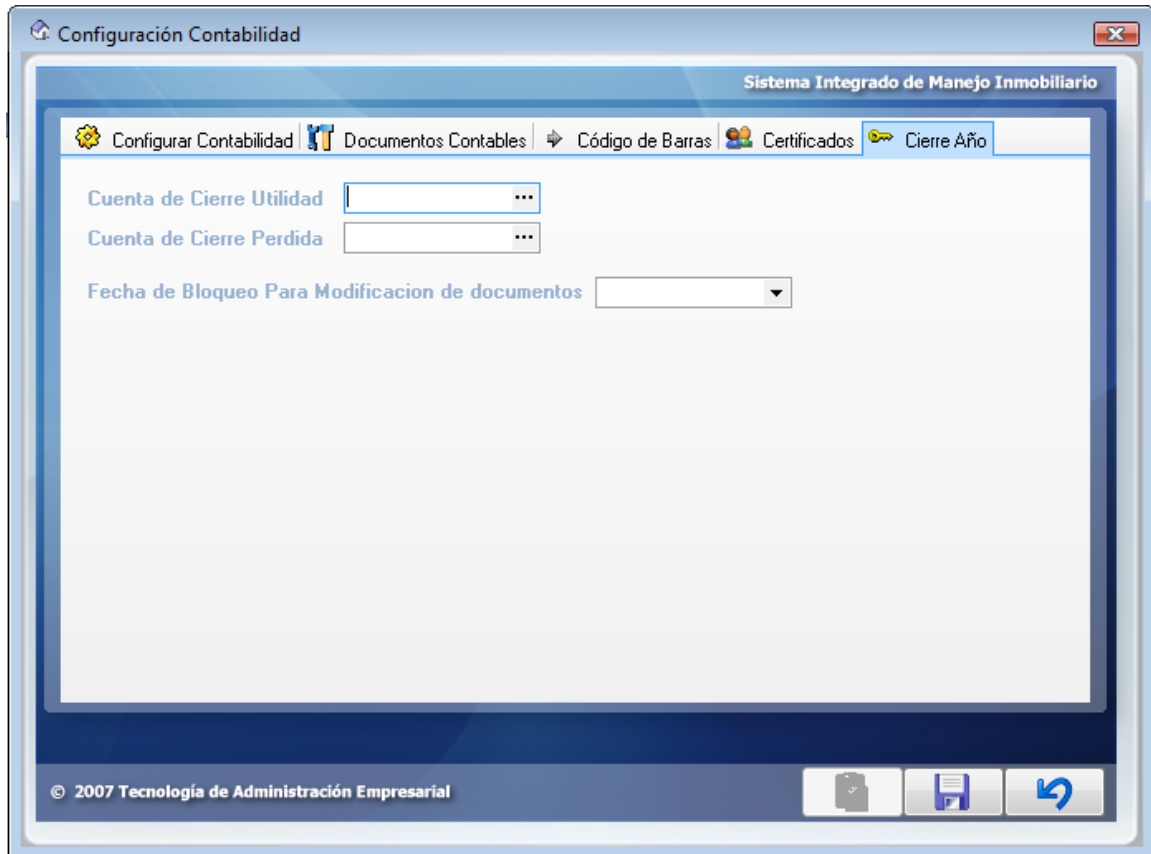 Configuración Contabilidad
Sistema Integrado de Manejo Inmobiliario
Configurar Contabilidad Documentos Contables Código de Barras Certificados Cierre Año
Cuenta de Cierre Utilidad
Cuenta de Cierre Perdida
Fecha de Bloqueo Para Modificacion de documentos
© 2007 Tecnología de Administración Empresarial